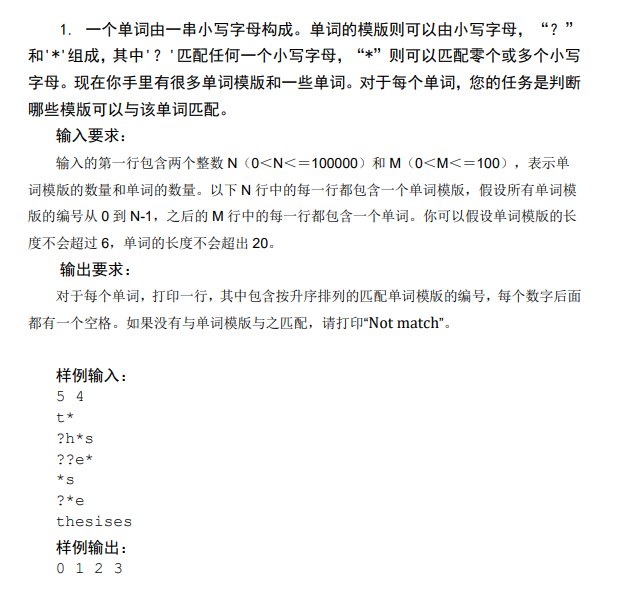 1. 一个单词由一串小写字母构成。单词的模版则可以由小写字母，“？”
和'*'组成，其中'？'匹配任何一个小写字母，“*”则可以匹配零个或多个小写
字母。现在你手里有很多单词模版和一些单词。对于每个单词，您的任务是判断
哪些模版可以与该单词匹配。
输入要求：
输入的第一行包含两个整数 N（0＜N＜=100000）和 M（0＜M＜=100），表示单
词模版的数量和单词的数量。以下 N 行中的每一行都包含一个单词模版，假设所有单词模
版的编号从 0 到 N-1，之后的 M 行中的每一行都包含一个单词。你可以假设单词模版的长
度不会超过 6，单词的长度不会超出 20。
输出要求：
对于每个单词，打印一行，其中包含按升序排列的匹配单词模版的编号，每个数字后面
都有一个空格。如果没有与单词模版与之匹配，请打印“Not match”。
样例输入：
5 4
t*
?h*s
??e*
*s
?*e
thesises
样例输出：
0 1 2 3